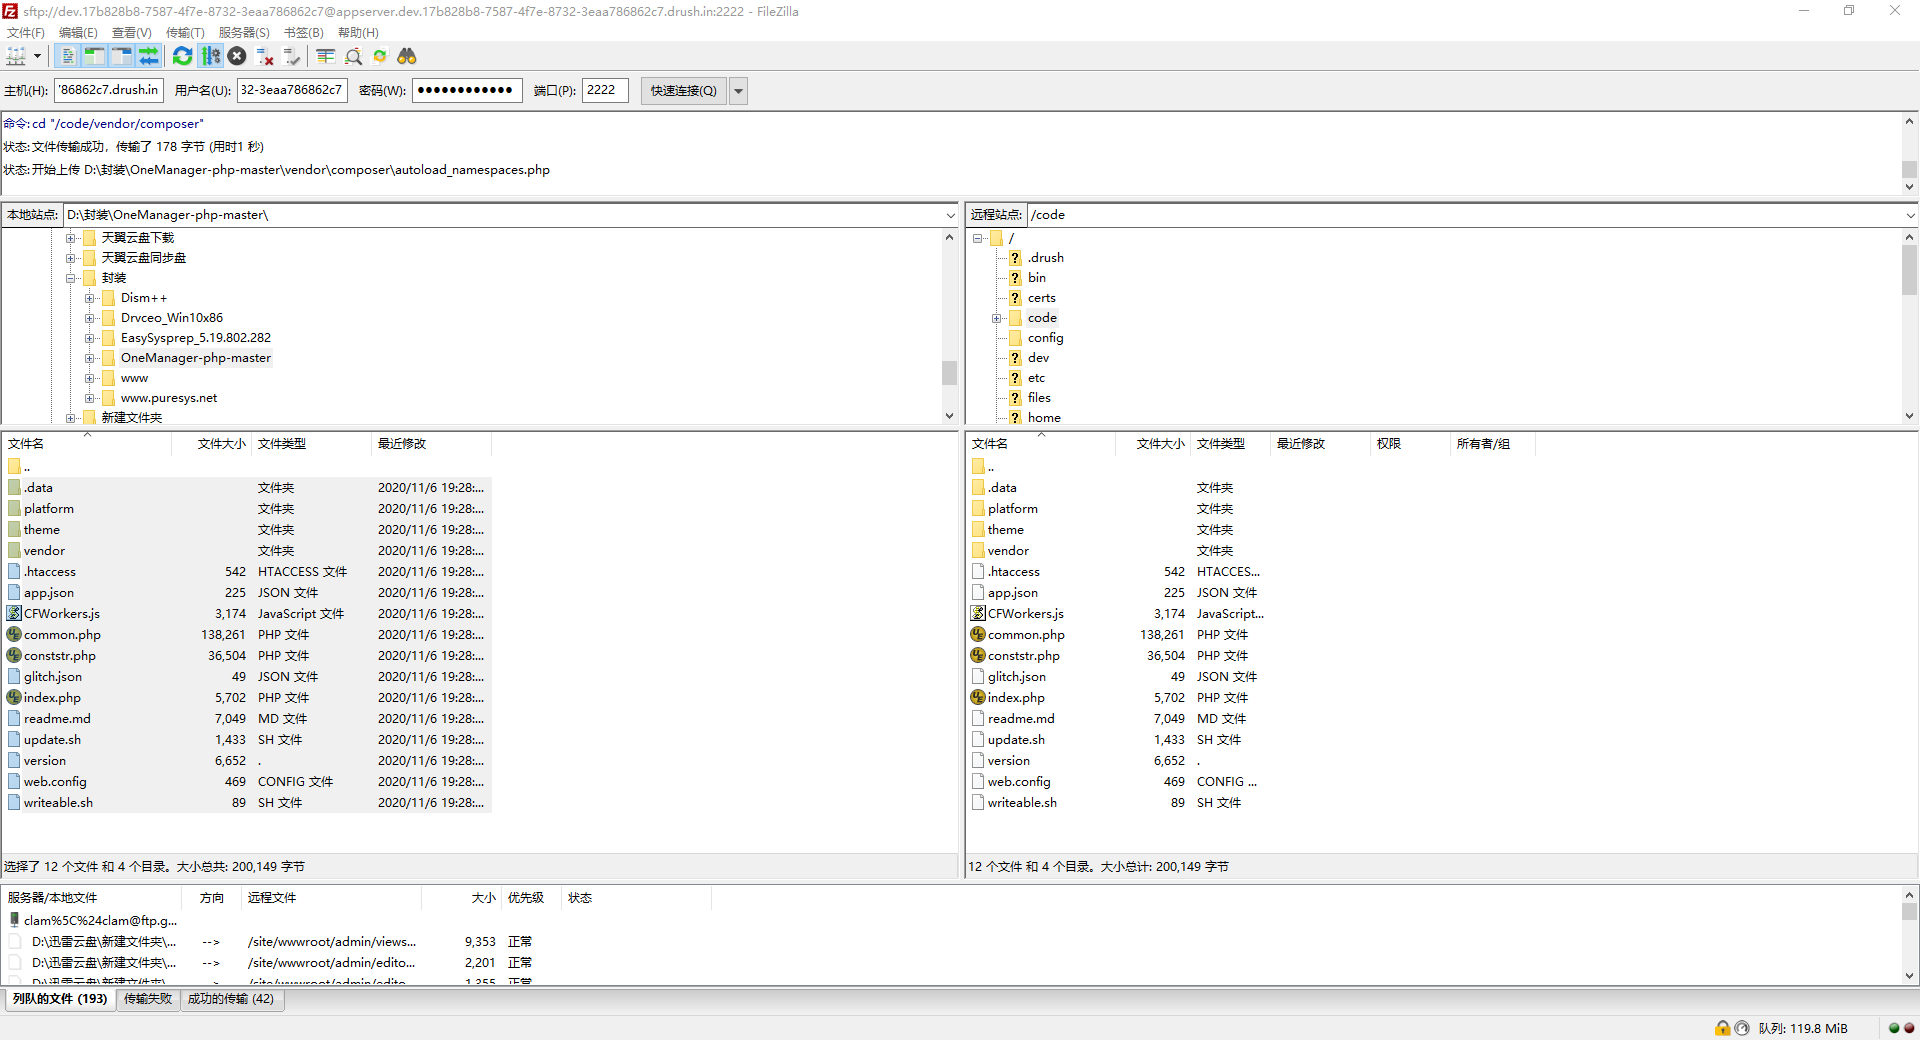 sftp://dev.17b828b8-7587-4f7e-8732-3eaa786862c7@appserver.dev.17b828b8-7587-4f7e-8732-3eaa786862c7.drush.in:2222 - FileZilla
文件(F) 编辑(E) 查看(V) 传输(T) 服务器(S) 书签(B) 帮助(H)
主机(H): '86862c7.drush.in 用户名(U): 32-3eaa786862c7 密码(W): ●●●●●●●●●●●● 端口(P): 2222 快速连接(Q)
命令: cd "/code/vendor/composer"
状态: 文件传输成功，传输了 178 字节 (用时1 秒)
状态: 开始上传 D:\封装\OneManager-php-master\vendor\composer\autoload_namespaces.php
本地站点: D:\封装\OneManager-php-master\
天翼云盘下载
天翼云盘同步盘
封装
Dism++
Drvceo_Win10x86
EasySysprep_5.19.802.282
OneManager-php-master
www
www.puresys.net
新建文件夹
远程站点: /code
/
.drush
bin
certs
code
config
dev
etc
files
home
文件名 文件大小 文件类型 最近修改
..
.data 文件夹 2020/11/6 19:28:...
platform 文件夹 2020/11/6 19:28:...
theme 文件夹 2020/11/6 19:28:...
vendor 文件夹 2020/11/6 19:28:...
.htaccess 542 HTACCESS 文件 2020/11/6 19:28:...
app.json 225 JSON 文件 2020/11/6 19:28:...
CFWorkers.js 3,174 JavaScript 文件 2020/11/6 19:28:...
common.php 138,261 PHP 文件 2020/11/6 19:28:...
conststr.php 36,504 PHP 文件 2020/11/6 19:28:...
glitch.json 49 JSON 文件 2020/11/6 19:28:...
index.php 5,702 PHP 文件 2020/11/6 19:28:...
readme.md 7,049 MD 文件 2020/11/6 19:28:...
update.sh 1,433 SH 文件 2020/11/6 19:28:...
version 6,652 . 2020/11/6 19:28:...
web.config 469 CONFIG 文件 2020/11/6 19:28:...
writeable.sh 89 SH 文件 2020/11/6 19:28:...
选择了 12 个文件 和 4 个目录。大小总共: 200,149 字节
文件名 文件大小 文件类型 最近修改 权限 所有者/组
..
.data 文件夹
platform 文件夹
theme 文件夹
vendor 文件夹
.htaccess 542 HTACCES...
app.json 225 JSON 文件
CFWorkers.js 3,174 JavaScript...
common.php 138,261 PHP 文件
conststr.php 36,504 PHP 文件
glitch.json 49 JSON 文件
index.php 5,702 PHP 文件
readme.md 7,049 MD 文件
update.sh 1,433 SH 文件
version 6,652 .
web.config 469 CONFIG ...
writeable.sh 89 SH 文件
12 个文件 和 4 个目录。大小总计: 200,149 字节
服务器/本地文件 方向 远程文件 大小 优先级 状态
clam%5C%24clam@ftp.g...
D:\迅雷云盘\新建文件夹\... --> /site/wwwroot/admin/views... 9,353 正常
D:\迅雷云盘\新建文件夹\... --> /site/wwwroot/admin/edito... 2,201 正常
D:\迅雷云盘\新建文件夹\... --> /site/wwwroot/admin/edito... 1,355 正常
列队的文件 (193) 传输失败 成功的传输 (42)
队列: 119.8 MiB